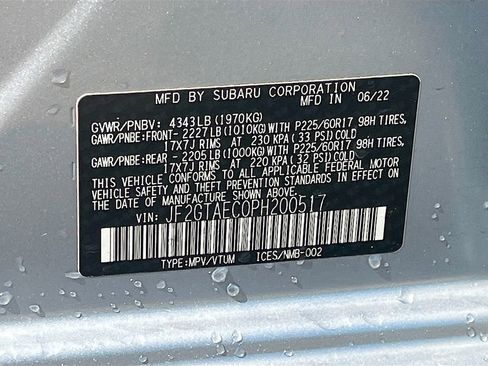 MFD BY SUBARU CORPORATION
MFD IN 06/22
GVWR/PNBV: 4343LB(1970KG)
GAWR/PNBE:FRONT- 2227LB(1010KG)WITH P225/60R17 98H TIRES,
17X7J RIMS AT 230 KPA (33 PSI)COLD
GAWR/PNBE:REAR - 2205LB(1000KG)WITH P225/60R17 98H TIRES,
17X7J RIMS AT 220 KPA (32 PSI)COLD
THIS VEHICLE CONFORMS TO ALL APPLICABLE FEDERAL MOTOR
VEHICLE SAFETY AND THEFT PREVENTION STANDARDS IN EFFECT ON
THE DATE OF MANUFACTURE SHOWN ABOVE.
VIN: JF2GTAEC0PH200517
TYPE:MPV/VTUM ICES/NMB-002